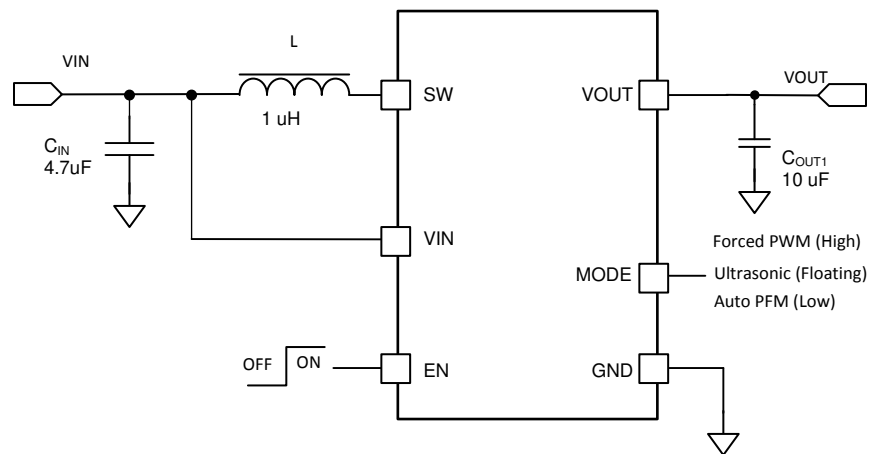 L
VIN
VOUT
SW
VOUT
1 uH
CIN
4.7uF
COUT1
10 uF
VIN
Forced PWM (High)
MODE
Ultrasonic (Floating)
Auto PFM (Low)
OFF
ON
EN
GND